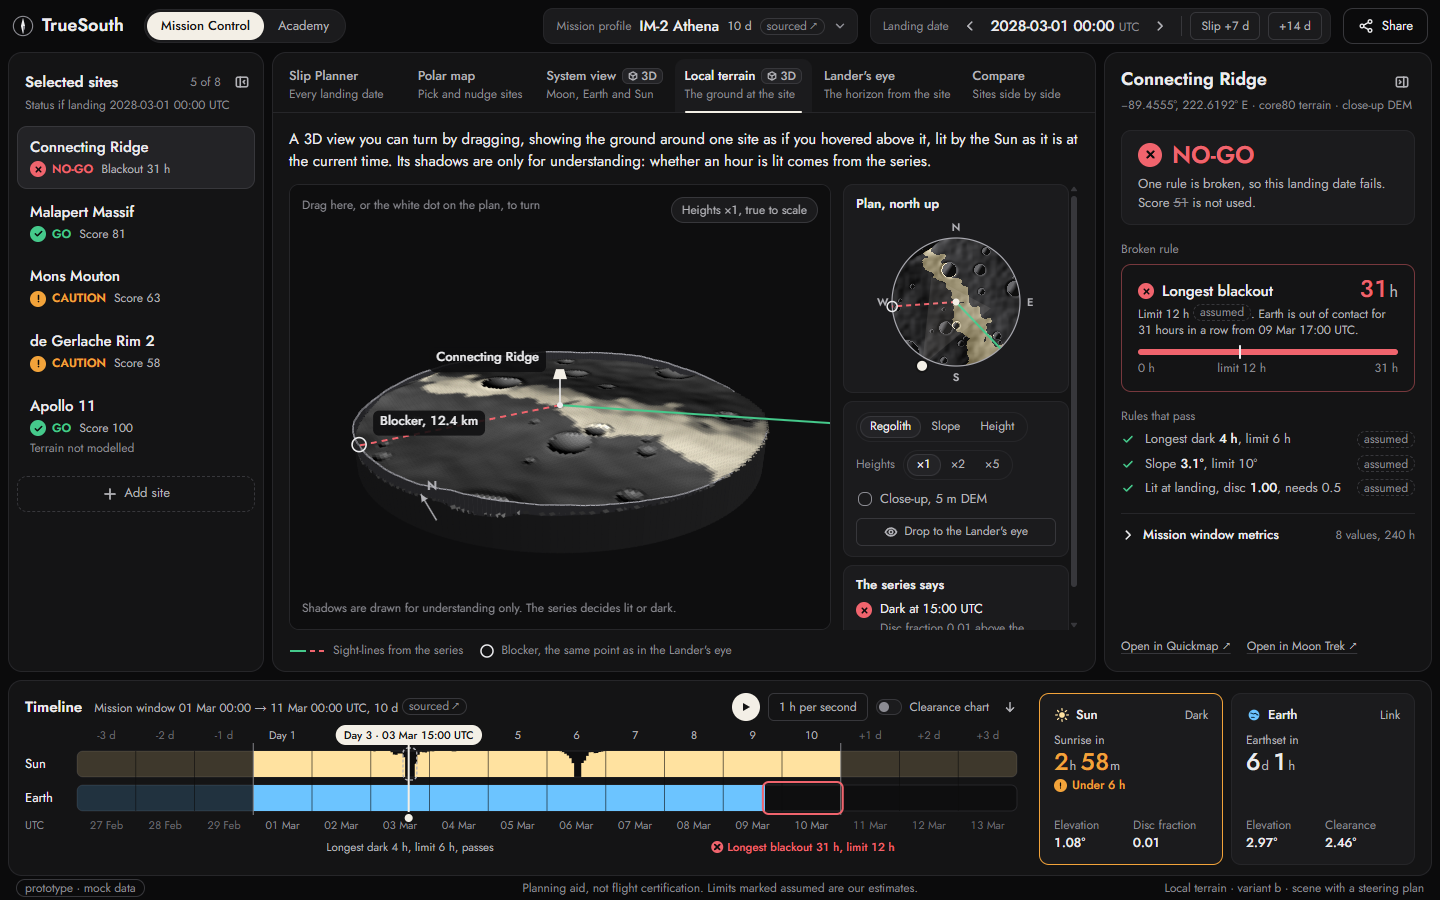 TrueSouth
Mission Control
Academy
Mission profile IM-2 Athena 10 d sourced ↗
Landing date 2028-03-01 00:00 UTC Slip +7 d +14 d
Share
Selected sites 5 of 8
Status if landing 2028-03-01 00:00 UTC
Connecting Ridge
NO-GO Blackout 31 h
Malapert Massif
GO Score 81
Mons Mouton
CAUTION Score 63
de Gerlache Rim 2
CAUTION Score 58
Apollo 11
GO Score 100
Terrain not modelled
Add site
Slip Planner
Every landing date
Polar map
Pick and nudge sites
System view 3D
Moon, Earth and Sun
Local terrain 3D
The ground at the site
Lander's eye
The horizon from the site
Compare
Sites side by side
A 3D view you can turn by dragging, showing the ground around one site as if you hovered above it, lit by the Sun as it is at
the current time. Its shadows are only for understanding: whether an hour is lit comes from the series.
Drag here, or the white dot on the plan, to turn
Heights ×1, true to scale
Connecting Ridge
Blocker, 12.4 km
N
Shadows are drawn for understanding only. The series decides lit or dark.
Sight-lines from the series
Blocker, the same point as in the Lander's eye
Plan, north up
N
W
E
S
Regolith Slope Height
Heights ×1 ×2 ×5
Close-up, 5 m DEM
Drop to the Lander's eye
The series says
Dark at 15:00 UTC
Disc fraction 0.01 above the
Connecting Ridge
−89.4555°, 222.6192° E · core80 terrain · close-up DEM
NO-GO
One rule is broken, so this landing date fails.
Score 51 is not used.
Broken rule
Longest blackout 31 h
Limit 12 h assumed . Earth is out of contact for
31 hours in a row from 09 Mar 17:00 UTC.
0 h limit 12 h 31 h
Rules that pass
Longest dark 4 h, limit 6 h assumed
Slope 3.1°, limit 10° assumed
Lit at landing, disc 1.00, needs 0.5 assumed
Mission window metrics 8 values, 240 h
Open in Quickmap ↗ Open in Moon Trek ↗
Timeline Mission window 01 Mar 00:00 → 11 Mar 00:00 UTC, 10 d sourced ↗
1 h per second
Clearance chart
-3 d -2 d -1 d Day 1 Day 3 · 03 Mar 15:00 UTC 5 6 7 8 9 10 +1 d +2 d +3 d
Sun
Earth
UTC 27 Feb 28 Feb 29 Feb 01 Mar 02 Mar 03 Mar 04 Mar 05 Mar 06 Mar 07 Mar 08 Mar 09 Mar 10 Mar 11 Mar 12 Mar 13 Mar
Longest dark 4 h, limit 6 h, passes
Longest blackout 31 h, limit 12 h
Sun Dark
Sunrise in
2h 58m
Under 6 h
Elevation Disc fraction
1.08° 0.01
Earth Link
Earthset in
6d 1h
Elevation Clearance
2.97° 2.46°
prototype · mock data
Planning aid, not flight certification. Limits marked assumed are our estimates.
Local terrain · variant b · scene with a steering plan